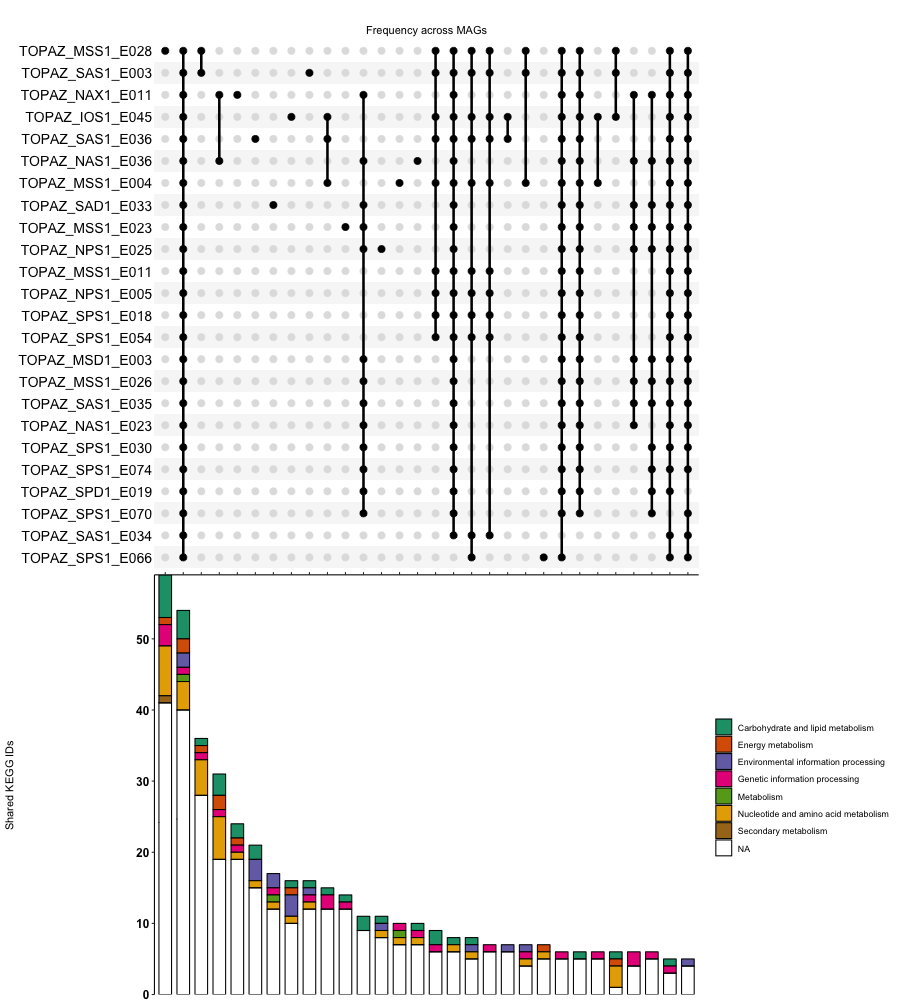 Frequency across MAGs
TOPAZ_MSS1_E028
TOPAZ_SAS1_E003
TOPAZ_NAX1_E011
TOPAZ_IOS1_E045
TOPAZ_SAS1_E036
TOPAZ_NAS1_E036
TOPAZ_MSS1_E004
TOPAZ_SAD1_E033
TOPAZ_MSS1_E023
TOPAZ_NPS1_E025
TOPAZ_MSS1_E011
TOPAZ_NPS1_E005
TOPAZ_SPS1_E018
TOPAZ_SPS1_E054
TOPAZ_MSD1_E003
TOPAZ_MSS1_E026
TOPAZ_SAS1_E035
TOPAZ_NAS1_E023
TOPAZ_SPS1_E030
TOPAZ_SPS1_E074
TOPAZ_SPD1_E019
TOPAZ_SPS1_E070
TOPAZ_SAS1_E034
TOPAZ_SPS1_E066
Shared KEGG IDs
50
40
30
20
10
0
Carbohydrate and lipid metabolism
Energy metabolism
Environmental information processing
Genetic information processing
Metabolism
Nucleotide and amino acid metabolism
Secondary metabolism
NA